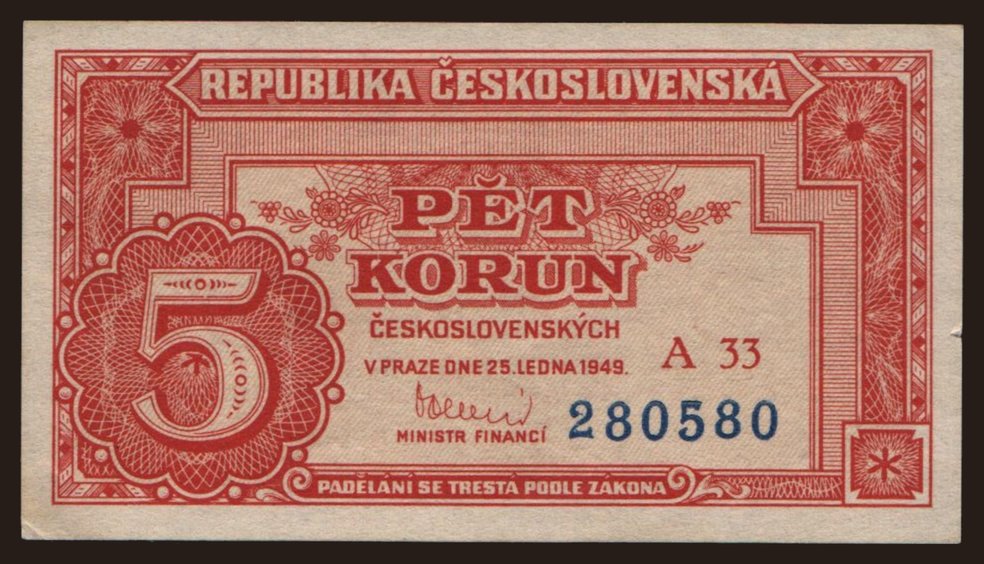 REPUBLIKA ČESKOSLOVENSKÁ
PĚT
KORUN
ČESKOSLOVENSKÝCH
V PRAZE DNE 25. LEDNA 1949.
A 33
MINISTR FINANCÍ
280580
5
PADĚLÁNÍ SE TRESTÁ PODLE ZÁKONA